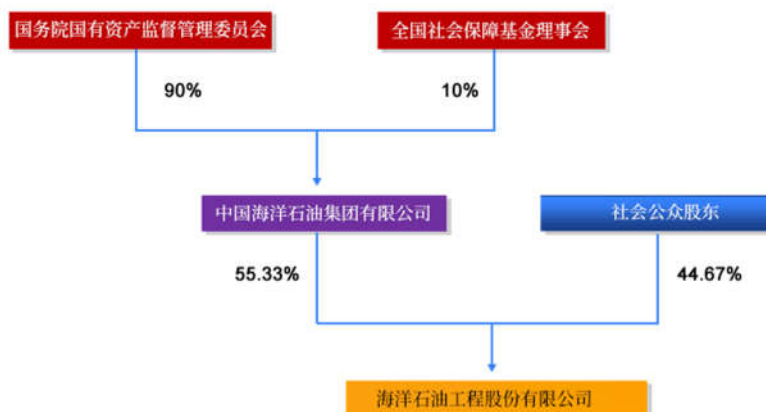 国务院国有资产监督管理委员会
全国社会保障基金理事会
90%
10%
中国海洋石油集团有限公司
社会公众股东
55.33%
44.67%
海洋石油工程股份有限公司